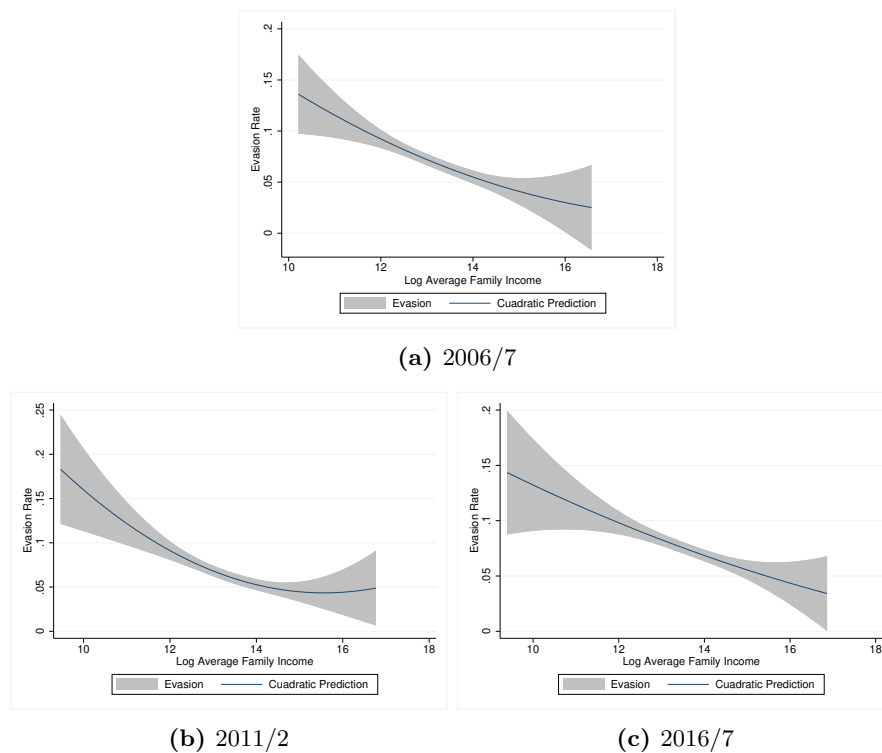 .2
.15
.1
.05
0
Evasion Rate
10 12 14 16 18
Log Average Family Income
Evasion Cuadratic Prediction
(a) 2006/7
.25
.2
.15
.1
.05
0
Evasion Rate
10 12 14 16 18
Log Average Family Income
Evasion Cuadratic Prediction
(b) 2011/2
.2
.15
.1
.05
0
Evasion Rate
10 12 14 16 18
Log Average Family Income
Evasion Cuadratic Prediction
(c) 2016/7